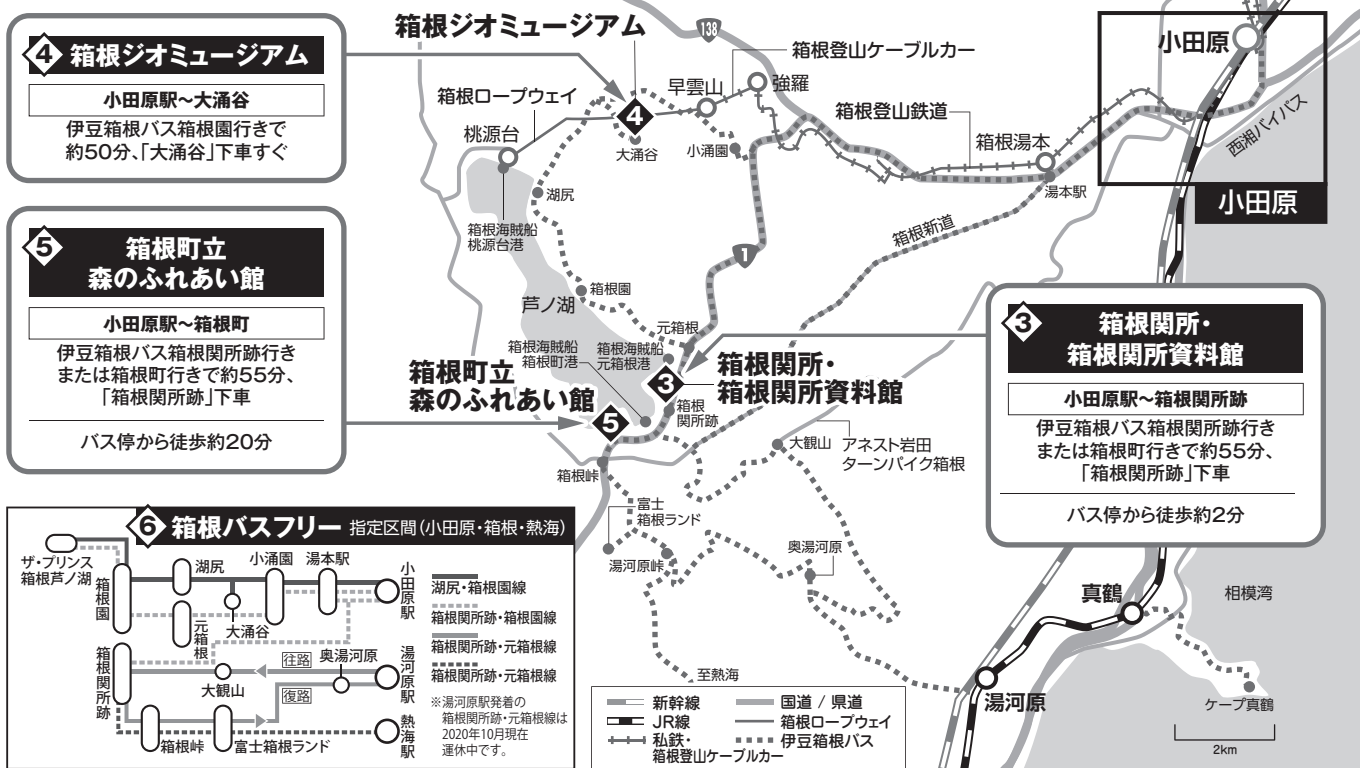 4 箱根ジオミュージアム
小田原駅～大涌谷
伊豆箱根バス箱根園行きで
約50分、「大涌谷」下車すぐ
5 箱根町立
森のふれあい館
小田原駅～箱根町
伊豆箱根バス箱根関所跡行き
または箱根町行きで約55分、
「箱根関所跡」下車
バス停から徒歩約20分
箱根ジオミュージアム
138
箱根登山ケーブルカー
早雲山
強羅
箱根ロープウェイ
4
桃源台
大涌谷
小涌園
箱根登山鉄道
箱根湯本
湯本駅
小田原
西湘バイパス
小田原
湖尻
箱根海賊船
桃源台港
箱根新道
1
箱根園
芦ノ湖
元箱根
箱根海賊船
箱根町港
箱根海賊船
元箱根港
箱根町立
森のふれあい館
3
箱根関所・
箱根関所資料館
5
箱根
関所跡
箱根峠
大観山
アネスト岩田
ターンパイク箱根
富士
箱根ランド
湯河原峠
奥湯河原
至熱海
3 箱根関所・
箱根関所資料館
小田原駅～箱根関所跡
伊豆箱根バス箱根関所跡行き
または箱根町行きで約55分、
「箱根関所跡」下車
バス停から徒歩約2分
真鶴
相模湾
湯河原
ケープ真鶴
2km
新幹線
JR線
私鉄・
箱根登山ケーブルカー
国道 / 県道
箱根ロープウェイ
伊豆箱根バス
6 箱根バスフリー 指定区間(小田原・箱根・熱海)
ザ・プリンス
箱根芦ノ湖
箱根園
湖尻
小涌園
湯本駅
小田原駅
元箱根
大涌谷
箱根関所跡
往路
奥湯河原
湯河原駅
大観山
復路
箱根峠
富士箱根ランド
熱海駅
湖尻・箱根園線
箱根関所跡・箱根園線
箱根関所跡・元箱根線
箱根関所跡・元箱根線
※湯河原駅発着の
箱根関所跡・元箱根線は
2020年10月現在
運休中です。